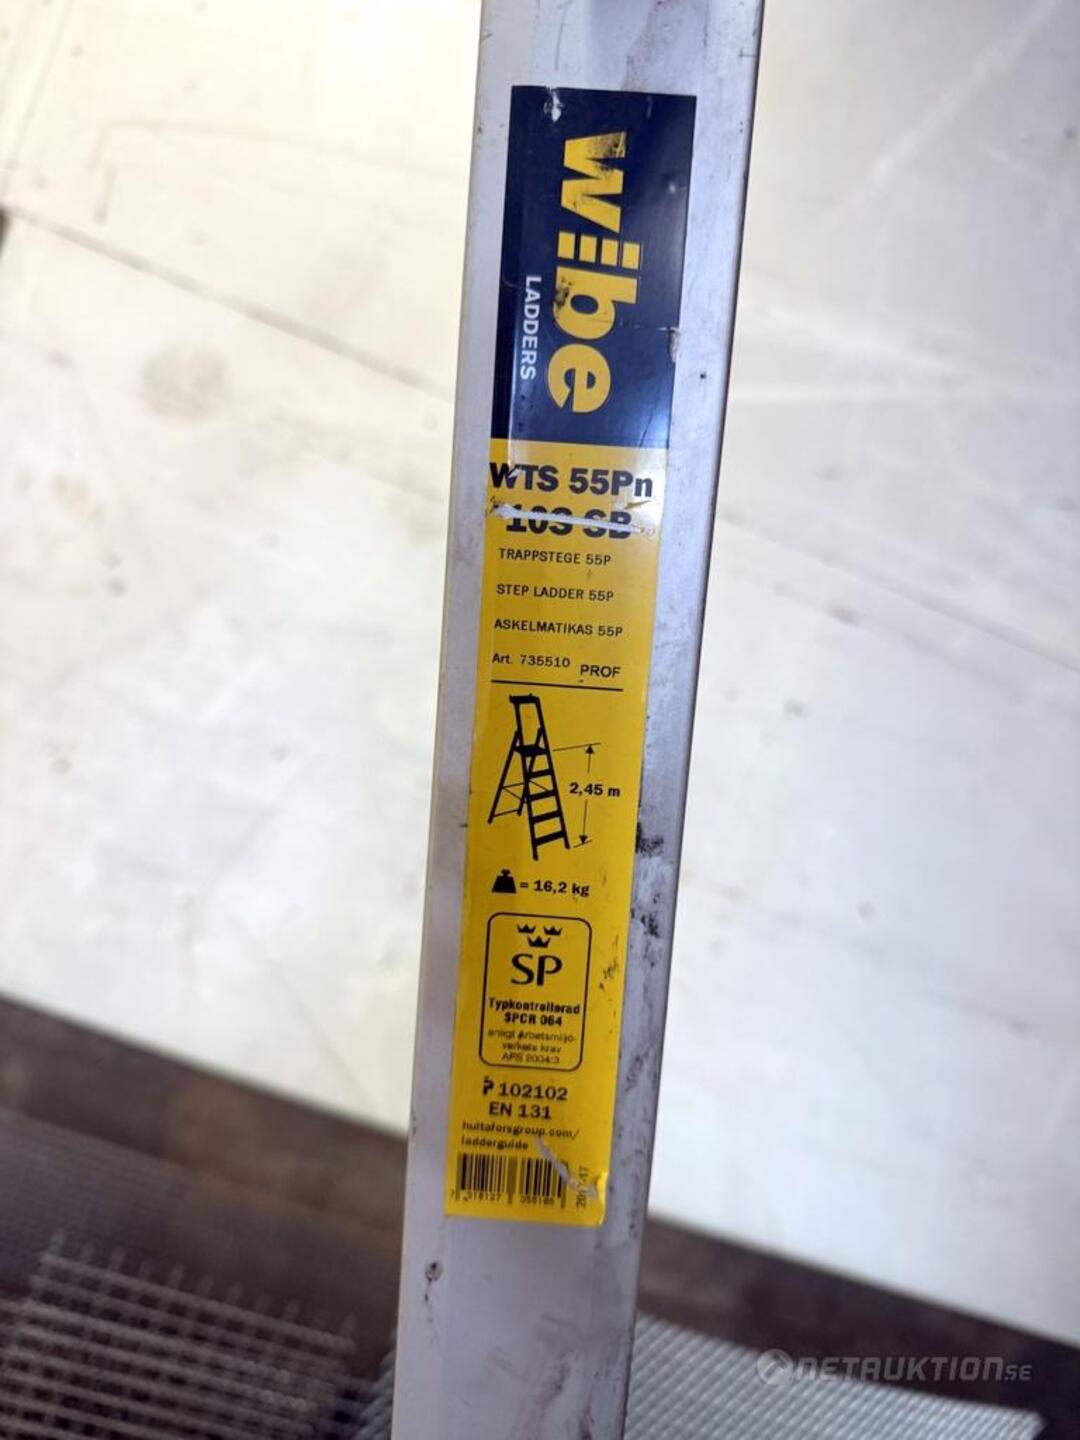 wibe
LADDERS
WTS 55Pn
10S SB
TRAPPSTEGE 55P
STEP LADDER 55P
ASKELMATIKAS 55P
Art. 735510 PROF
2,45 m
= 16,2 kg
SP
Typkontrollerad
SPCR 064
enligt Arbetsmiljö-
verkets krav
AFS 2004:3
102102
EN 131
hultaforsgroup.com/
ladderguide
NETAUKTION.SE